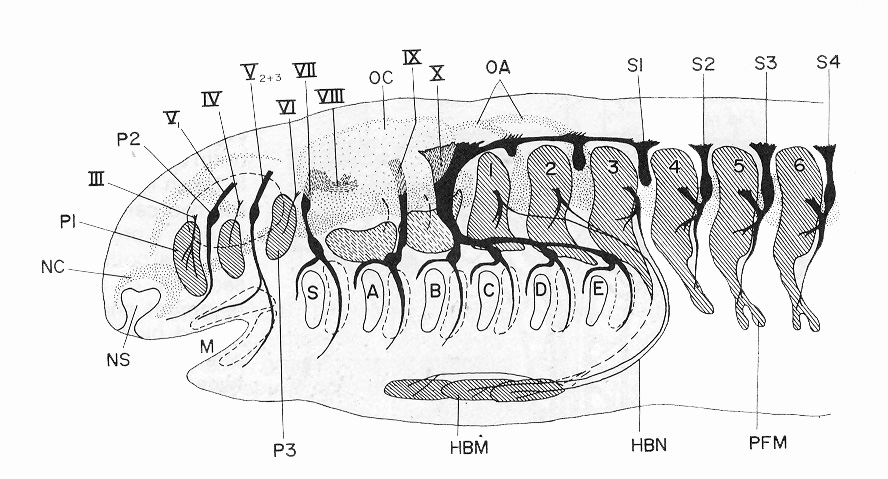 IX
V2+3 VII X OA S1 S2 S3 S4
IV VI VIII OC
V1
P2
III
P1
1 2 3 4 5 6
NC
S A B C D E
NS M
P3 HBM HBN PFM